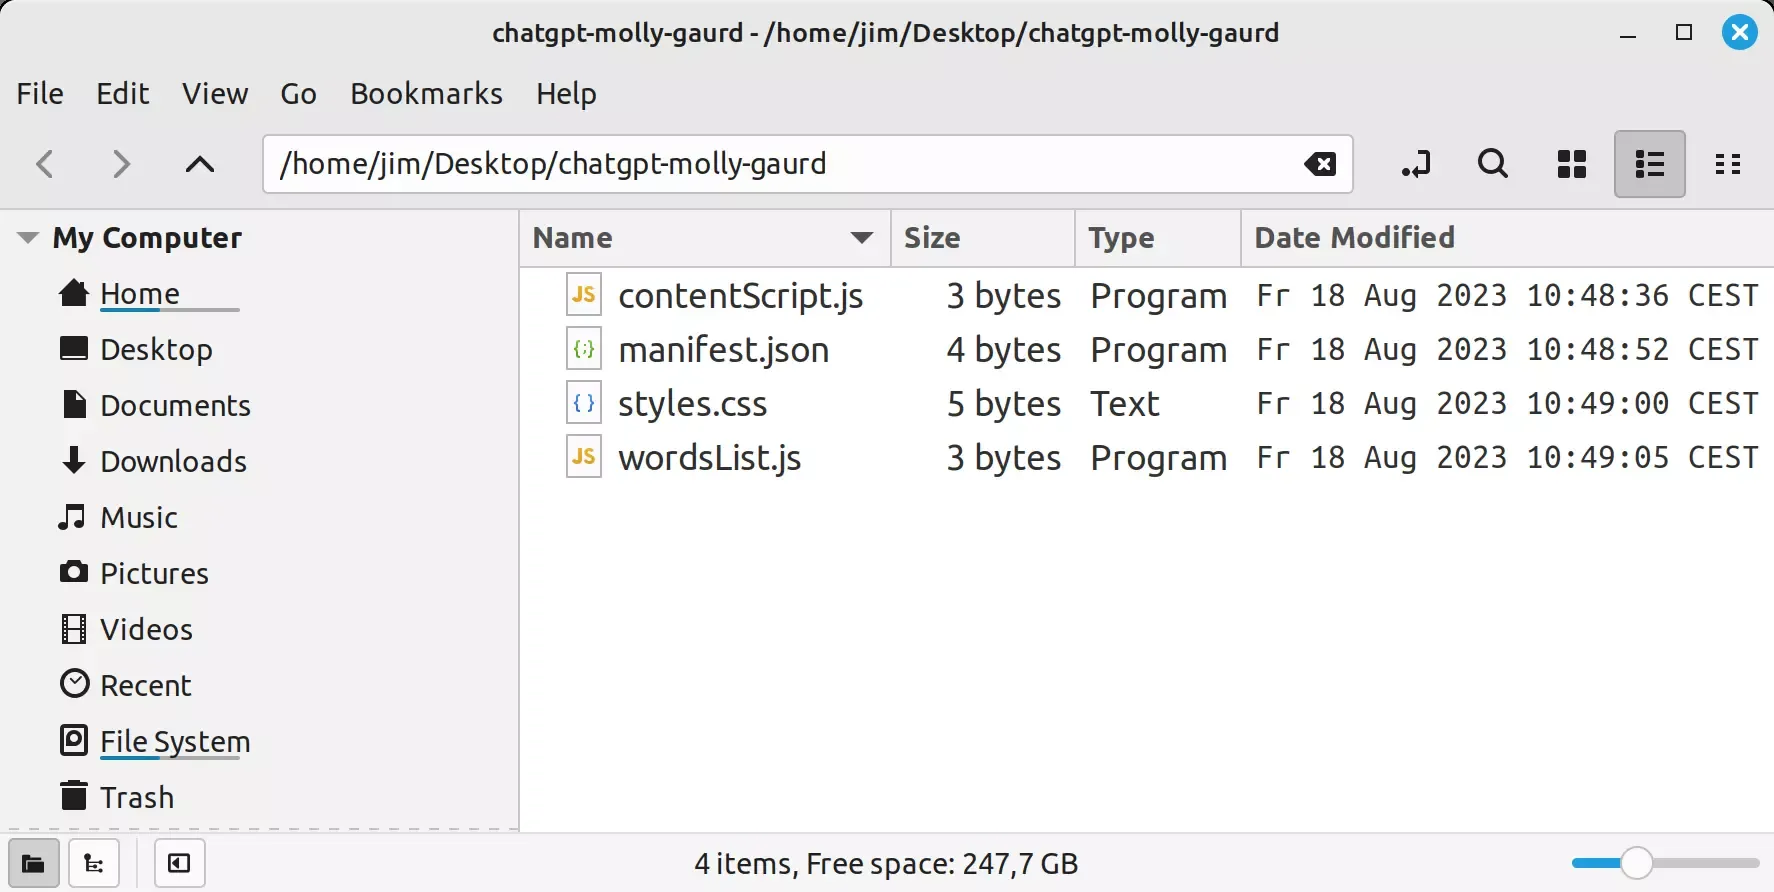 chatgpt-molly-gaurd - /home/jim/Desktop/chatgpt-molly-gaurd
File Edit View Go Bookmarks Help
/home/jim/Desktop/chatgpt-molly-gaurd
My Computer
Home
Desktop
Documents
Downloads
Music
Pictures
Videos
Recent
File System
Trash
Name Size Type Date Modified
JS contentScript.js 3 bytes Program Fr 18 Aug 2023 10:48:36 CEST
{;} manifest.json 4 bytes Program Fr 18 Aug 2023 10:48:52 CEST
{} styles.css 5 bytes Text Fr 18 Aug 2023 10:49:00 CEST
JS wordsList.js 3 bytes Program Fr 18 Aug 2023 10:49:05 CEST
4 items, Free space: 247,7 GB